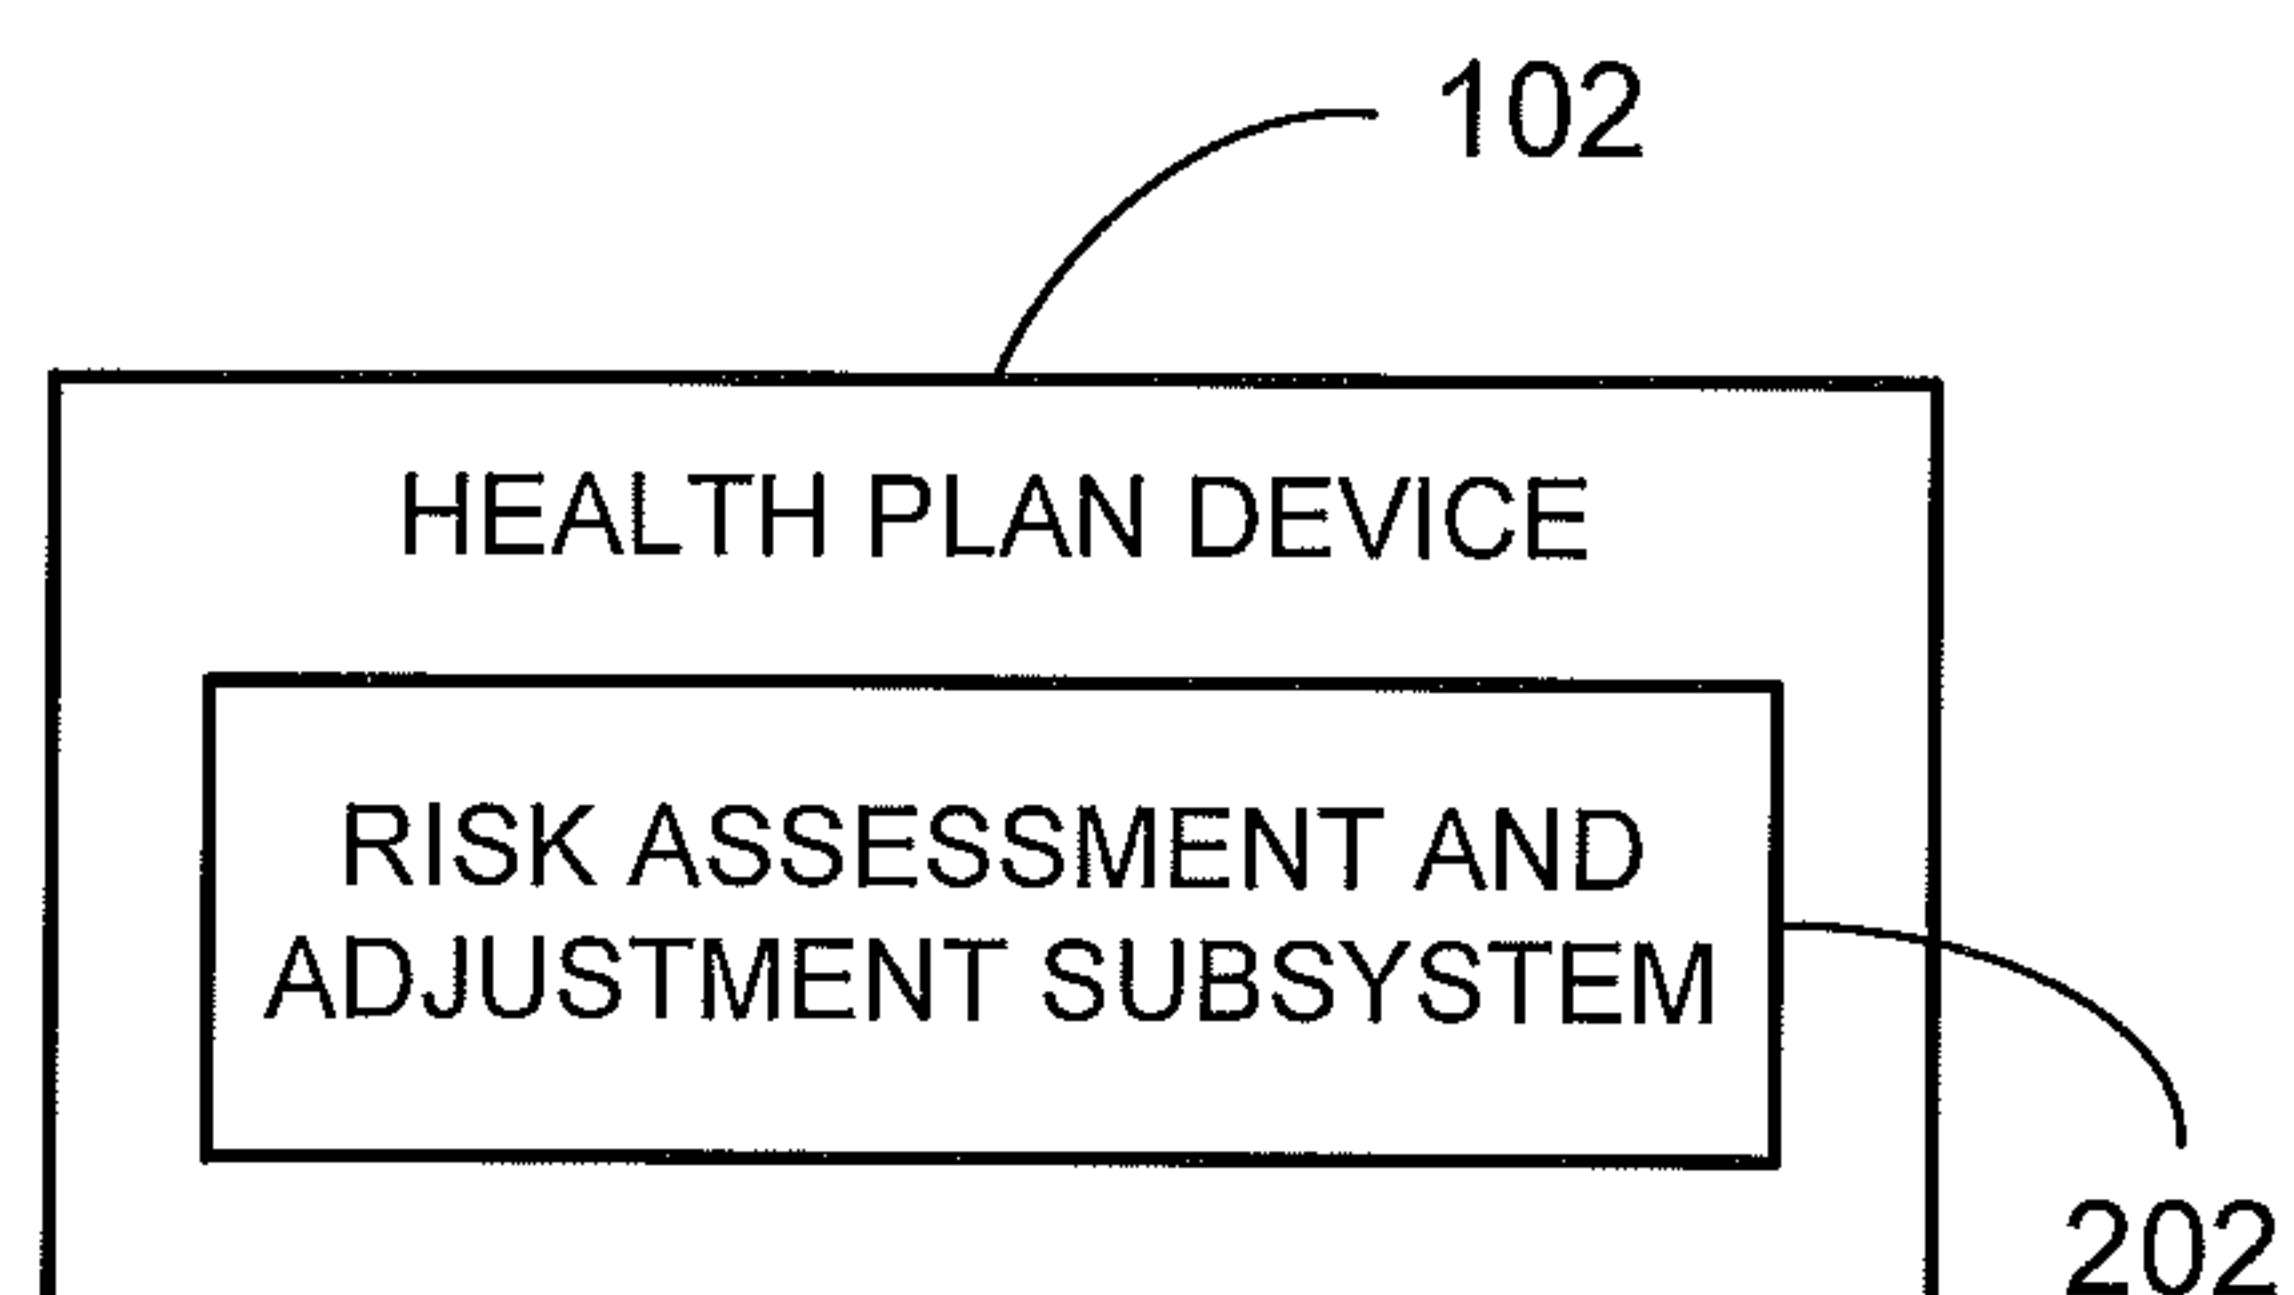 102
HEALTH PLAN DEVICE
RISK ASSESSMENT AND
ADJUSTMENT SUBSYSTEM
202